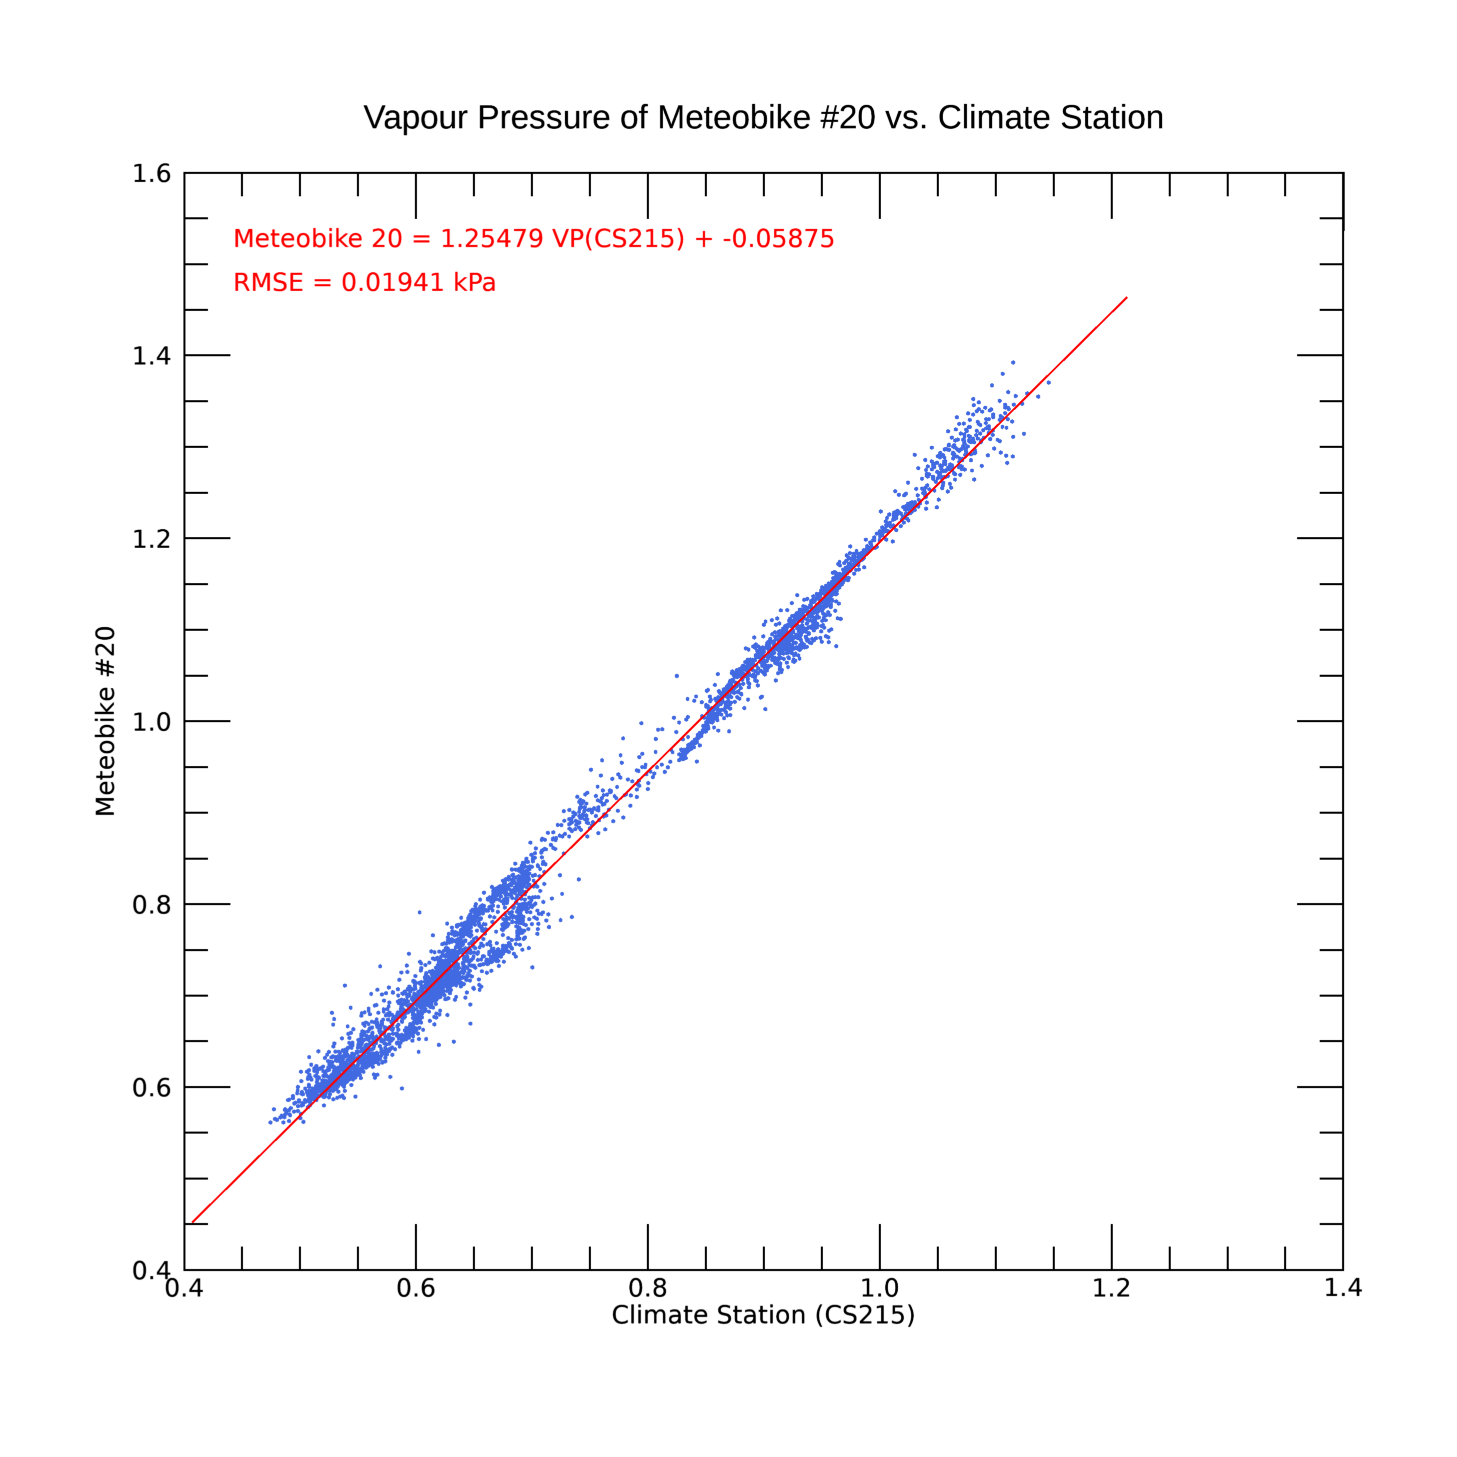 Vapour Pressure of Meteobike #20 vs. Climate Station
1.6
Meteobike 20 = 1.25479 VP(CS215) + -0.05875
RMSE = 0.01941 kPa
1.4
1.2
Meteobike #20
1.0
0.8
0.6
0.4
0.4 0.6 0.8 1.0 1.2 1.4
Climate Station (CS215)